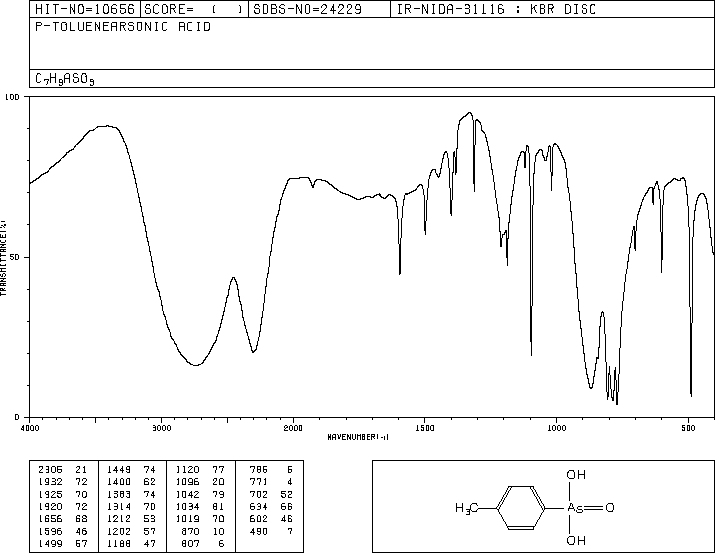 HIT-NO=10656 SCORE= ( ) SDBS-NO=24229 IR-NIDA-31116 : KBR DISC
P-TOLUENEARSONIC ACID
C7H9ASO3
100
50
0
TRANSMITTANCE(%)
4000 3000 2000 1500 1000 500
WAVENUMBER(-1)
2306 21 1449 74 1120 77 786 6
1932 72 1400 62 1096 20 771 4
1925 70 1383 74 1042 79 702 52
1920 72 1314 70 1034 81 634 66
1656 68 1212 53 1019 70 602 46
1596 46 1202 57 870 10 490 7
1499 57 1188 47 807 6
OH
H3C As O
OH